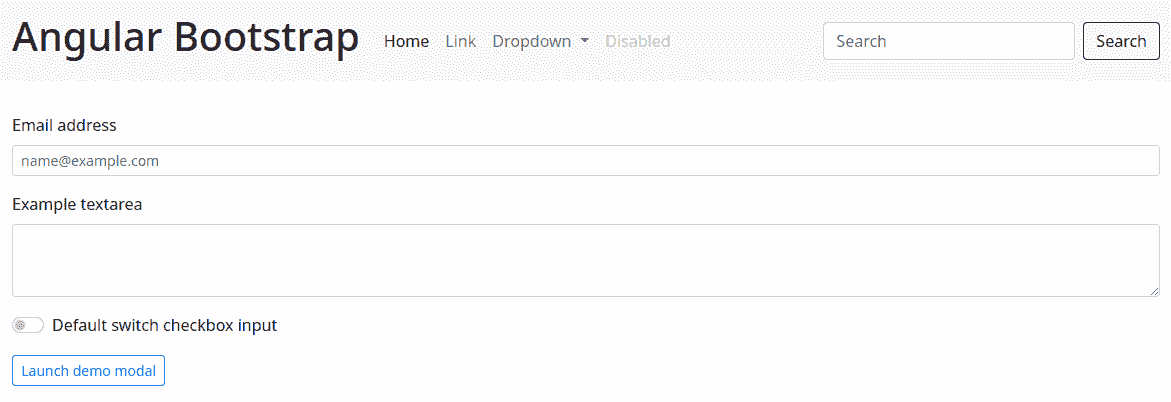 Angular Bootstrap Home Link Dropdown Disabled Search Search
Email address
name@example.com
Example textarea
Default switch checkbox input
Launch demo modal